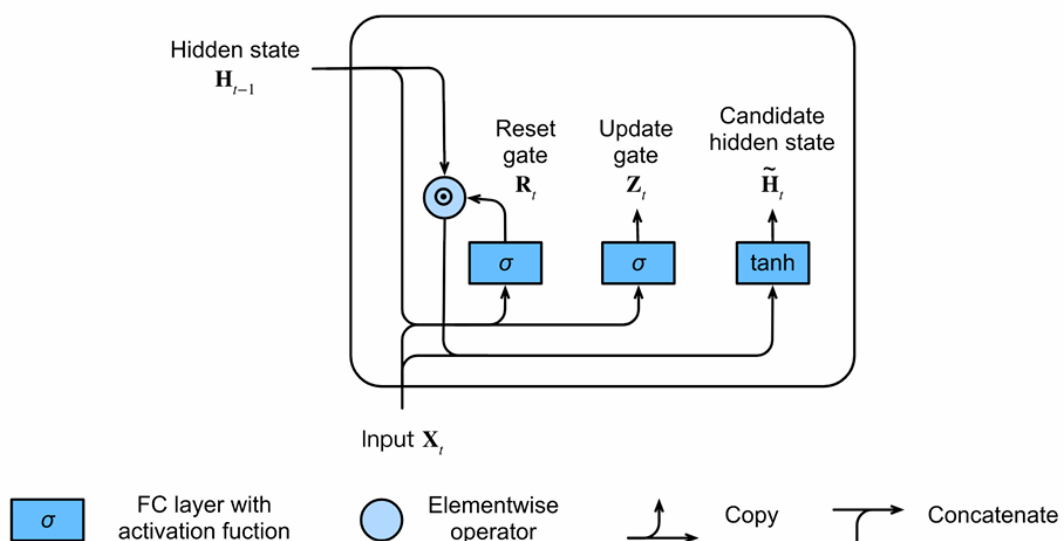 Hidden state
H_{t−1}
Reset
gate
R_t
Update
gate
Z_t
Candidate
hidden state
H̃_t
σ
σ
tanh
Input X_t
σ
FC layer with
activation fuction
Elementwise
operator
Copy
Concatenate